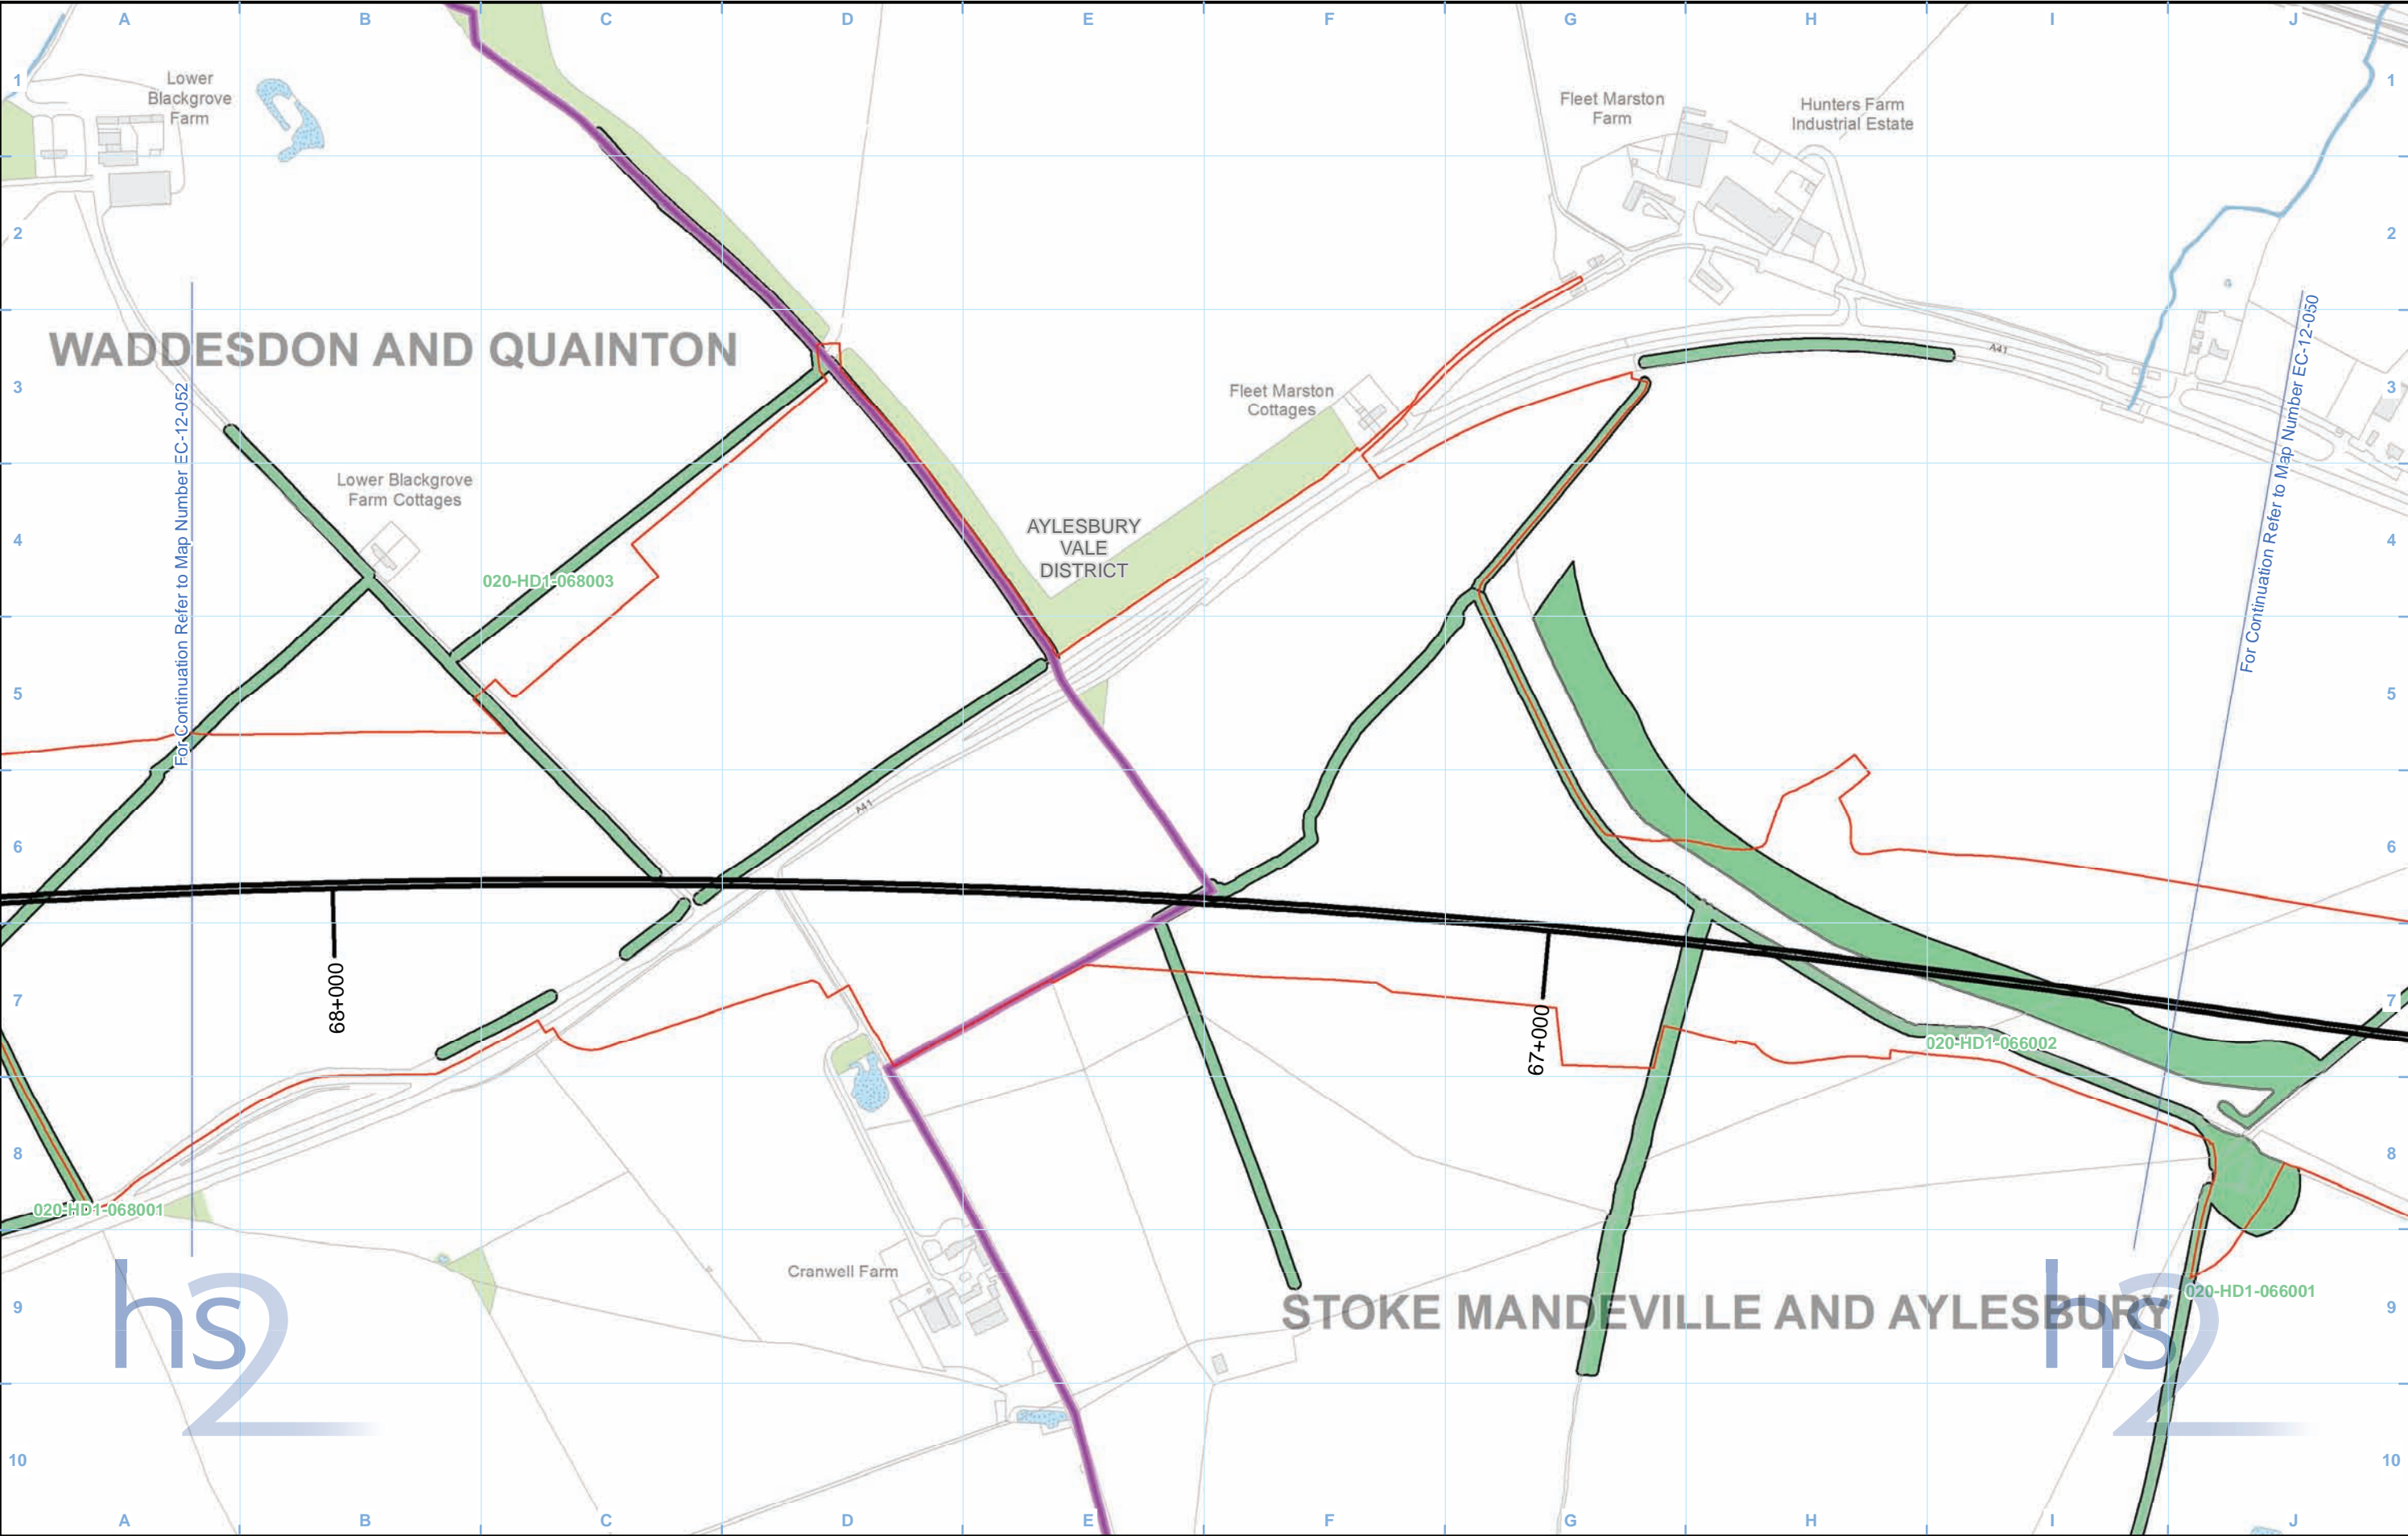 A B C D E F G H I J
1 1
Lower
Blackgrove
Farm
Fleet Marston
Farm
Hunters Farm
Industrial Estate
2 2
WADDESDON AND QUAINTON
A41
3 3
Fleet Marston
Cottages
For Continuation Refer to Map Number EC-12-052
For Continuation Refer to Map Number EC-12-050
Lower Blackgrove
Farm Cottages
4 4
AYLESBURY
VALE
DISTRICT
020-HD1-068003
5 5
A41
6 6
7 7
68+000
67+000
020-HD1-066002
8 8
020-HD1-068001
Cranwell Farm
9 9
020-HD1-066001
STOKE MANDEVILLE AND AYLESBURY
hs2
hs2
10 10
A B C D E F G H I J